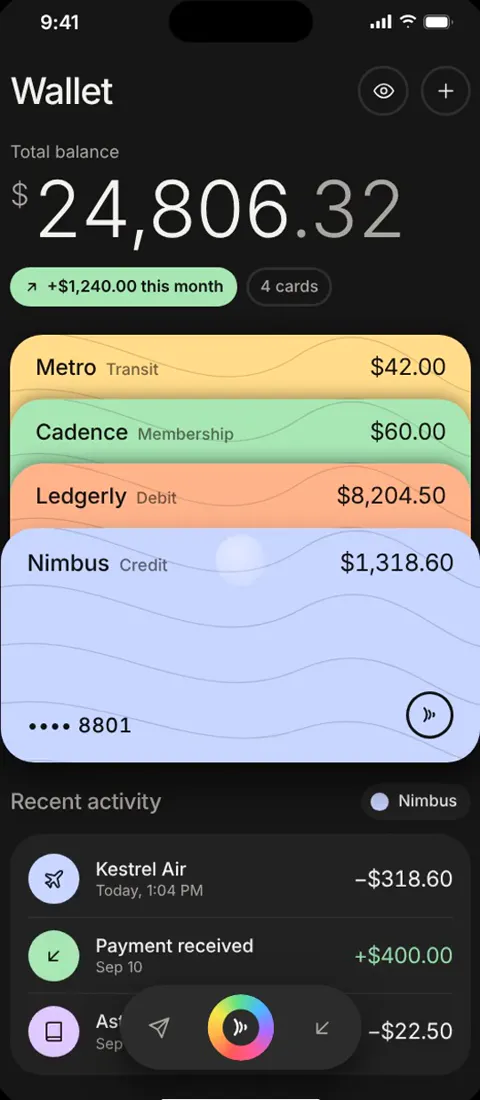 9:41
Wallet
Total balance
$24,806.32
+$1,240.00 this month
4 cards
Metro Transit $42.00
Cadence Membership $60.00
Ledgerly Debit $8,204.50
Nimbus Credit $1,318.60
•••• 8801
Recent activity
Nimbus
Kestrel Air
Today, 1:04 PM
−$318.60
Payment received
Sep 10
+$400.00
Sep
−$22.50